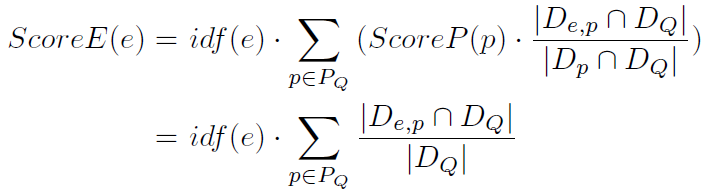 ScoreE(e) = idf(e) · ∑_{p∈P_Q} (ScoreP(p) · |D_{e,p} ∩ D_Q| / |D_p ∩ D_Q|)
= idf(e) · ∑_{p∈P_Q} |D_{e,p} ∩ D_Q| / |D_Q|